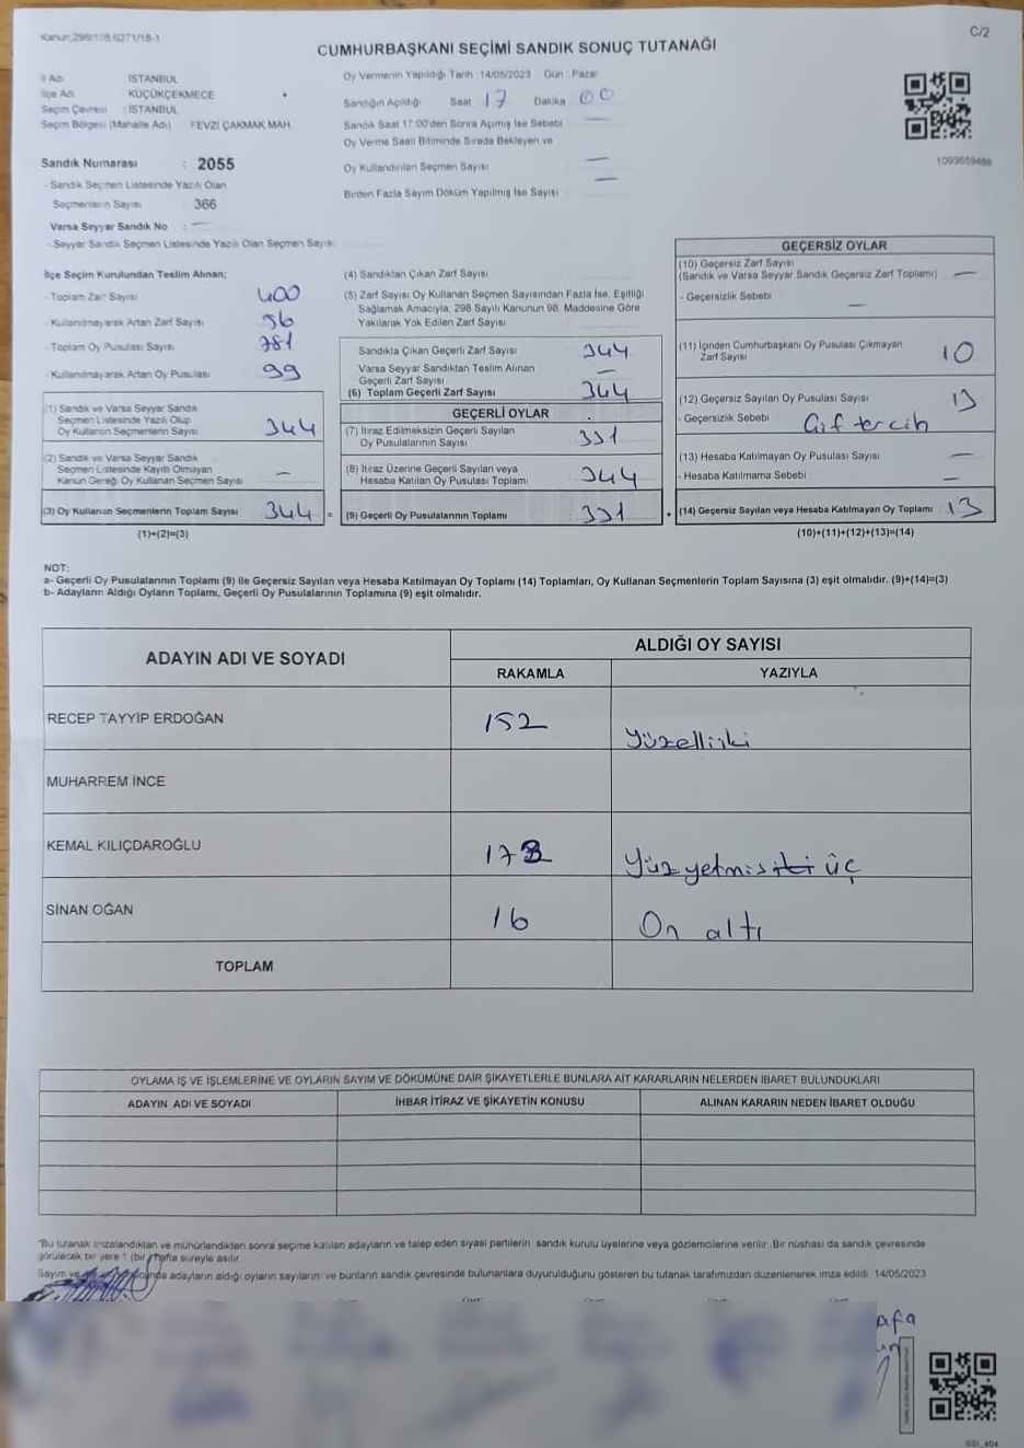 C/2
CUMHURBAŞKANI SEÇİMİ SANDIK SONUÇ TUTANAĞI
İl Adı : İSTANBUL
İlçe Adı : KÜÇÜKÇEKMECE
Seçim Çevresi : İSTANBUL
Seçim Bölgesi (Mahalle Adı) : FEVZİ ÇAKMAK MAH.
Oy Vermenin Yapıldığı Tarih : 14/05/2023 Gün : Pazar
Sandığın Açıldığı Saat 17 Dakika 00
Sandık Saat 17:00'den Sonra Açılmış İse Sebebi —
Oy Verme Saati Bitiminde Sırada Bekleyen ve
Oy Kullandırılan Seçmen Sayısı —
Birden Fazla Sayım Döküm Yapılmış İse Sayısı —
1093659488
Sandık Numarası : 2055
- Sandık Seçmen Listesinde Yazılı Olan
Seçmenlerin Sayısı : 366
Varsa Seyyar Sandık No : —
- Seyyar Sandık Seçmen Listesinde Yazılı Olan Seçmen Sayısı
İlçe Seçim Kurulundan Teslim Alınan;
- Toplam Zarf Sayısı 400
- Kullanılmayarak Artan Zarf Sayısı 56
- Toplam Oy Pusulası Sayısı
- Kullanılmayarak Artan Oy Pusulası 99
(1) Sandık ve Varsa Seyyar Sandık
Seçmen Listesinde Yazılı Olup
Oy Kullanan Seçmenlerin Sayısı 344
(2) Sandık ve Varsa Seyyar Sandık
Seçmen Listesinde Kayıtlı Olmayan
Kanun Gereği Oy Kullanan Seçmen Sayısı —
(3) Oy Kullanan Seçmenlerin Toplam Sayısı 344 =
(1)+(2)=(3)
(4) Sandıktan Çıkan Zarf Sayısı
(5) Zarf Sayısı Oy Kullanan Seçmen Sayısından Fazla İse, Eşitliği
Sağlamak Amacıyla, 298 Sayılı Kanunun 98. Maddesine Göre
Yakılarak Yok Edilen Zarf Sayısı
Sandıkta Çıkan Geçerli Zarf Sayısı 344
Varsa Seyyar Sandıktan Teslim Alınan
Geçerli Zarf Sayısı —
(6) Toplam Geçerli Zarf Sayısı 344
GEÇERLİ OYLAR
(7) İtiraz Edilmeksizin Geçerli Sayılan
Oy Pusulalarının Sayısı 331
(8) İtiraz Üzerine Geçerli Sayılan veya
Hesaba Katılan Oy Pusulası Toplamı 344
(9) Geçerli Oy Pusulalarının Toplamı 331 +
GEÇERSİZ OYLAR
(10) Geçersiz Zarf Sayısı
(Sandık ve Varsa Seyyar Sandık Geçersiz Zarf Toplamı) —
- Geçersizlik Sebebi —
(11) İçinden Cumhurbaşkanı Oy Pusulası Çıkmayan
Zarf Sayısı 10
(12) Geçersiz Sayılan Oy Pusulası Sayısı 13
- Geçersizlik Sebebi Çif tercih
(13) Hesaba Katılmayan Oy Pusulası Sayısı —
- Hesaba Katılmama Sebebi —
(14) Geçersiz Sayılan veya Hesaba Katılmayan Oy Toplamı 13
(10)+(11)+(12)+(13)=(14)
NOT:
a- Geçerli Oy Pusulalarının Toplamı (9) ile Geçersiz Sayılan veya Hesaba Katılmayan Oy Toplamı (14) Toplamları, Oy Kullanan Seçmenlerin Toplam Sayısına (3) eşit olmalıdır. (9)+(14)=(3)
b- Adayların Aldığı Oyların Toplamı, Geçerli Oy Pusulalarının Toplamına (9) eşit olmalıdır.
ADAYIN ADI VE SOYADI
ALDIĞI OY SAYISI
RAKAMLA YAZIYLA
RECEP TAYYİP ERDOĞAN 152 Yüzelliiki
MUHARREM İNCE
KEMAL KILIÇDAROĞLU 173 Yüz yetmiş iki üç
SİNAN OĞAN 16 On altı
TOPLAM
OYLAMA İŞ VE İŞLEMLERİNE VE OYLARIN SAYIM VE DÖKÜMÜNE DAİR ŞİKAYETLERLE BUNLARA AİT KARARLARIN NELERDEN İBARET BULUNDUKLARI
ADAYIN ADI VE SOYADI İHBAR İTİRAZ VE ŞİKAYETİN KONUSU ALINAN KARARIN NEDEN İBARET OLDUĞU
"Bu tutanak imzalandıktan ve mühürlendikten sonra seçime katılan adayların ve talep eden siyasi partilerin sandık kurulu üyelerine veya gözlemcilerine verilir. Bir nüshası da sandık çevresinde
görülecek bir yere 1 (bir) hafta süreyle asılır.
Sayım ve adayların aldığı oyların sayılarını ve bunların sandık çevresinde bulunanlara duyurulduğunu gösteren bu tutanak tarafımızdan düzenlenerek imza edildi. 14/05/2023
afa